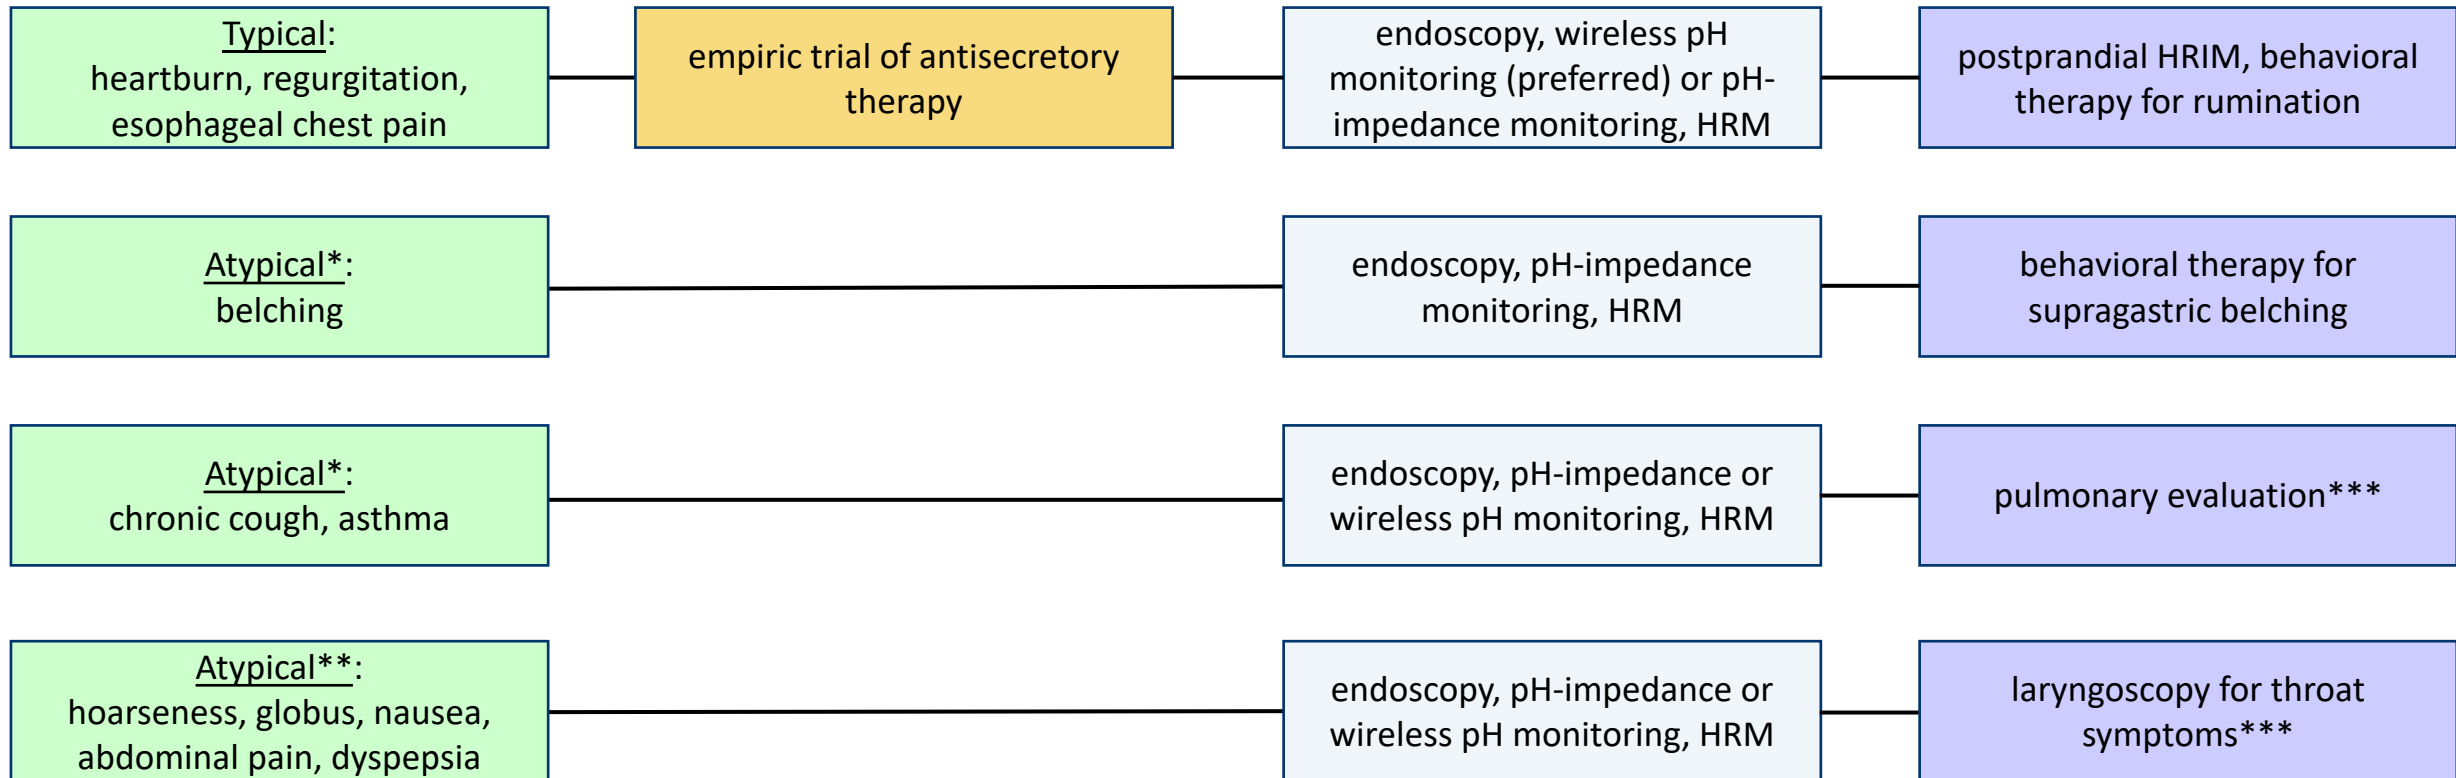 Typical:
heartburn, regurgitation,
esophageal chest pain
empiric trial of antisecretory
therapy
endoscopy, wireless pH
monitoring (preferred) or pH-
impedance monitoring, HRM
postprandial HRIM, behavioral
therapy for rumination
Atypical*:
belching
endoscopy, pH-impedance
monitoring, HRM
behavioral therapy for
supragastric belching
Atypical*:
chronic cough, asthma
endoscopy, pH-impedance or
wireless pH monitoring, HRM
pulmonary evaluation***
Atypical**:
hoarseness, globus, nausea,
abdominal pain, dyspepsia
endoscopy, pH-impedance or
wireless pH monitoring, HRM
laryngoscopy for throat
symptoms***